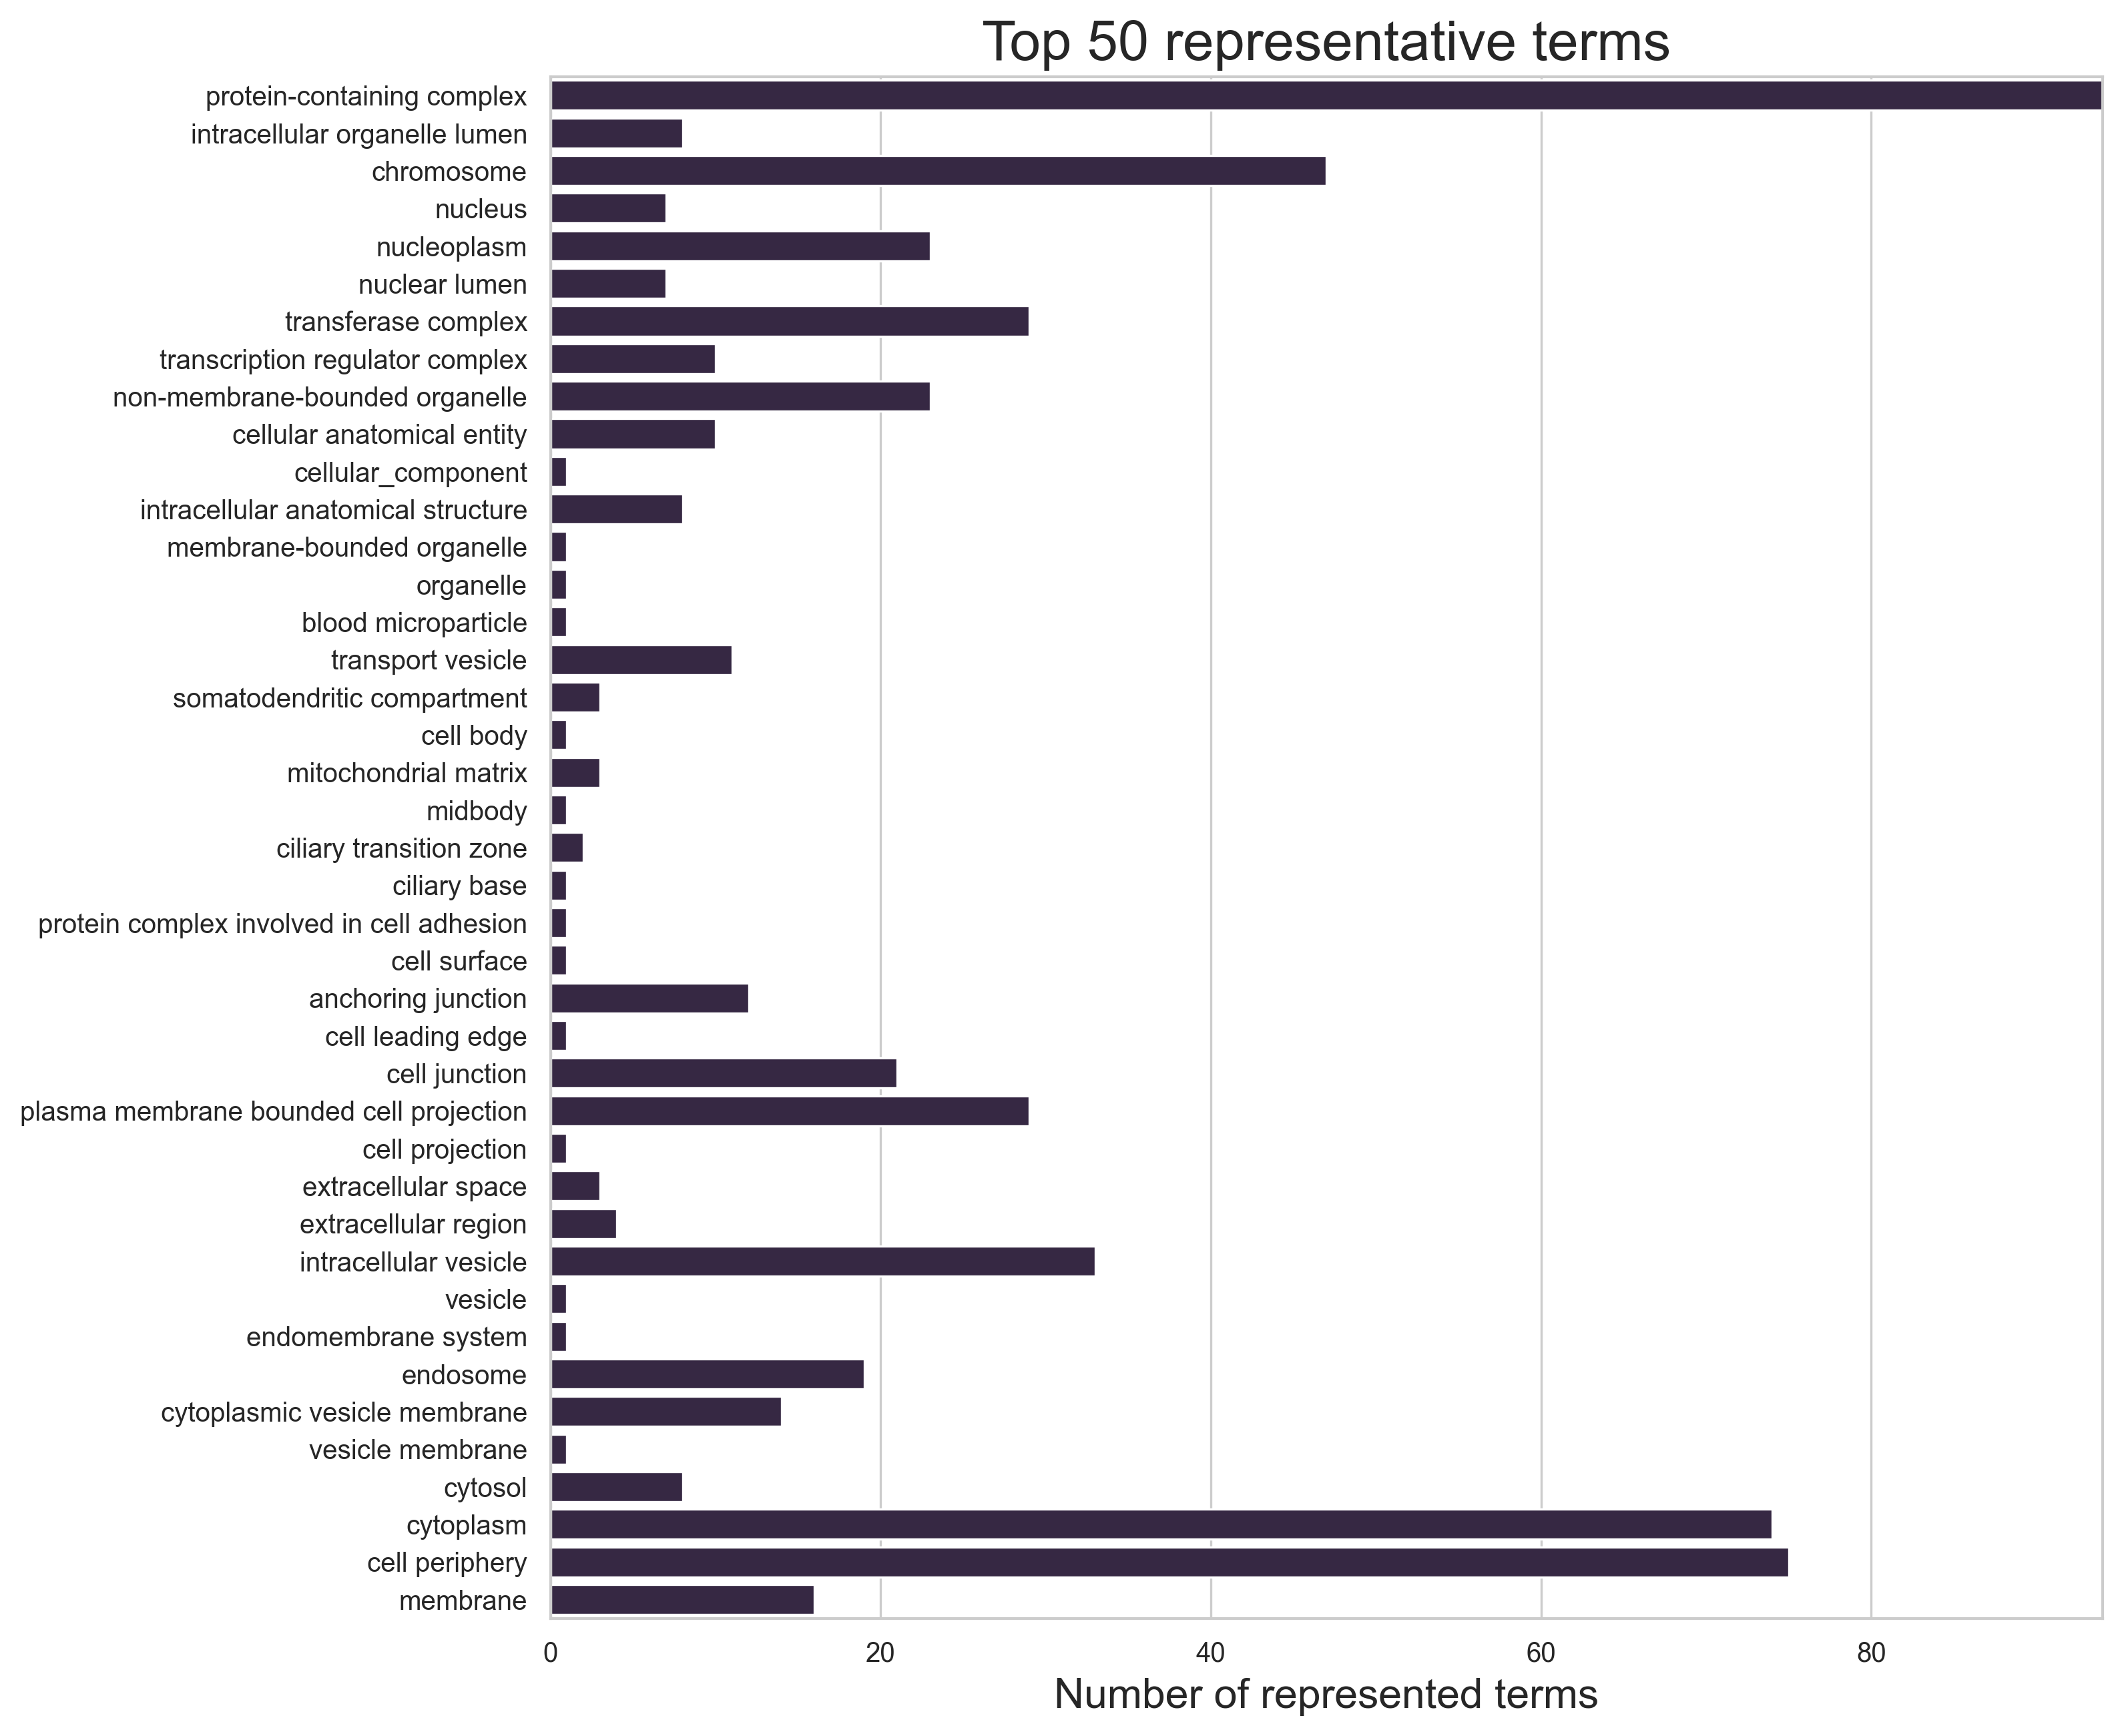 Top 50 representative terms
protein-containing complex
intracellular organelle lumen
chromosome
nucleus
nucleoplasm
nuclear lumen
transferase complex
transcription regulator complex
non-membrane-bounded organelle
cellular anatomical entity
cellular_component
intracellular anatomical structure
membrane-bounded organelle
organelle
blood microparticle
transport vesicle
somatodendritic compartment
cell body
mitochondrial matrix
midbody
ciliary transition zone
ciliary base
protein complex involved in cell adhesion
cell surface
anchoring junction
cell leading edge
cell junction
plasma membrane bounded cell projection
cell projection
extracellular space
extracellular region
intracellular vesicle
vesicle
endomembrane system
endosome
cytoplasmic vesicle membrane
vesicle membrane
cytosol
cytoplasm
cell periphery
membrane
0 20 40 60 80
Number of represented terms